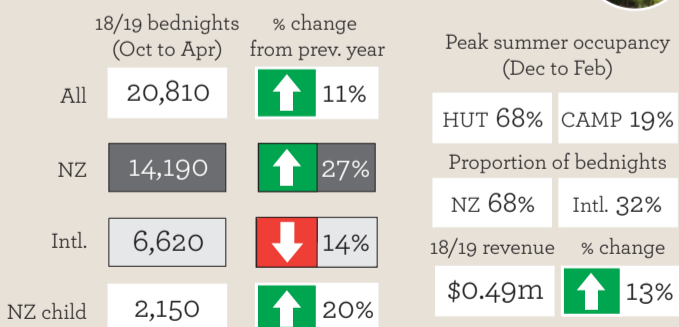 18/19 bednights
(Oct to Apr)
% change
from prev. year
All 20,810 11%
NZ 14,190 27%
Intl. 6,620 14%
NZ child 2,150 20%
Peak summer occupancy
(Dec to Feb)
HUT 68% CAMP 19%
Proportion of bednights
NZ 68% Intl. 32%
18/19 revenue % change
$0.49m 13%